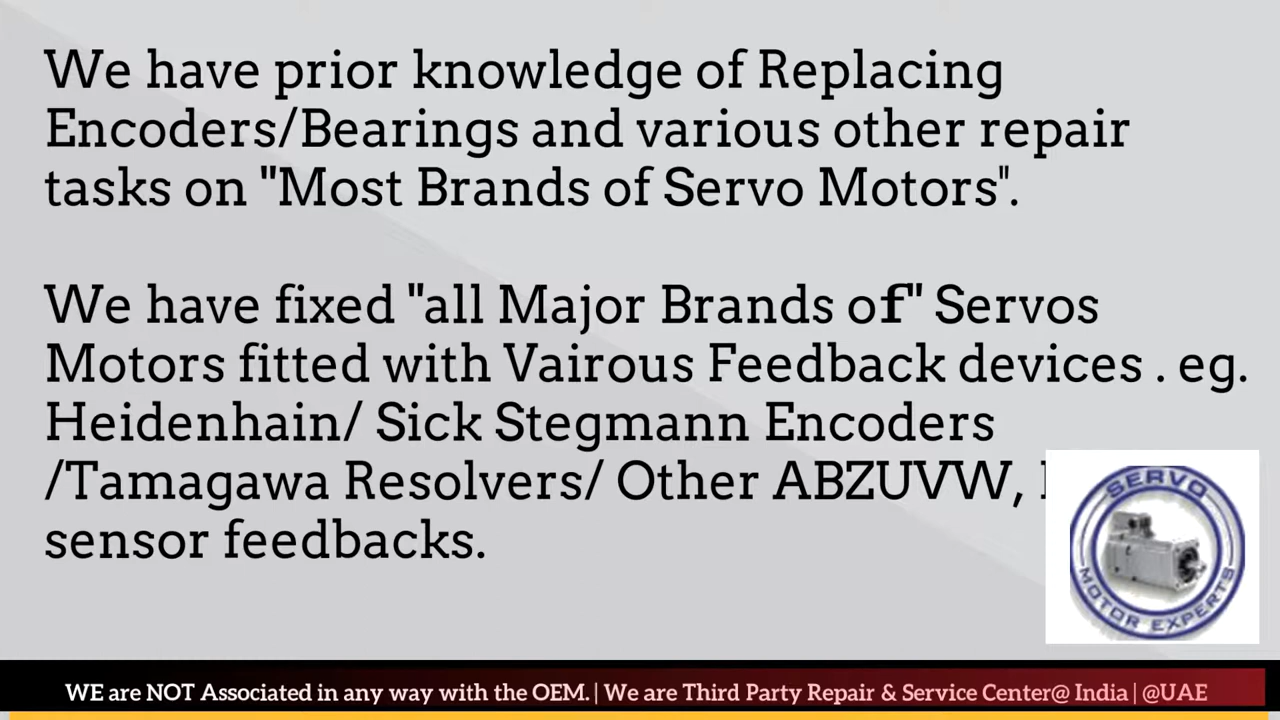 We have prior knowledge of Replacing
Encoders/Bearings and various other repair
tasks on "Most Brands of Servo Motors".
We have fixed "all Major Brands of" Servos
Motors fitted with Vairous Feedback devices . eg.
Heidenhain/ Sick Stegmann Encoders
/Tamagawa Resolvers/ Other ABZUVW,
sensor feedbacks.
SERVO
MOTOR EXPERTS
WE are NOT Associated in any way with the OEM. | We are Third Party Repair & Service Center@ India | @UAE